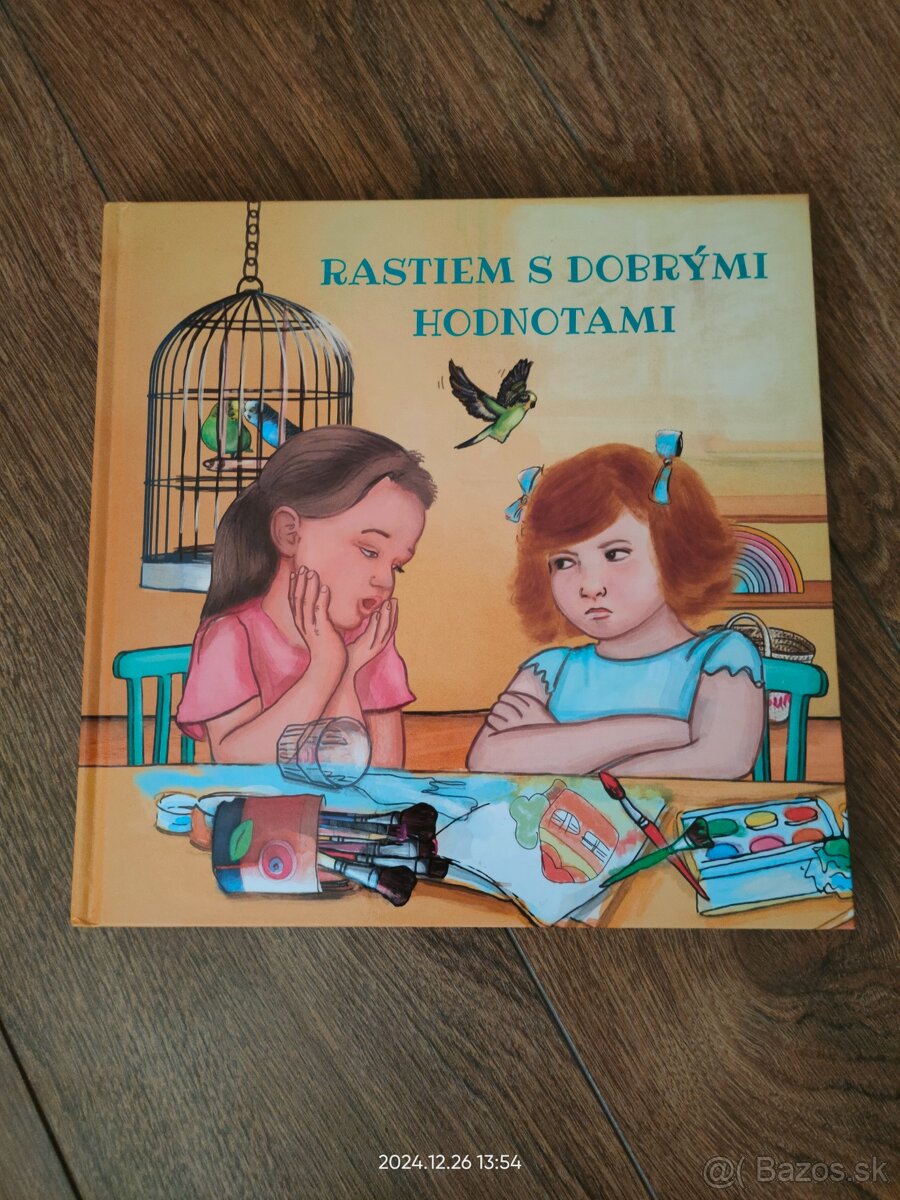 RASTIEM S DOBRÝMI
HODNOTAMI
2024.12.26 13:54
@( Bazos.sk